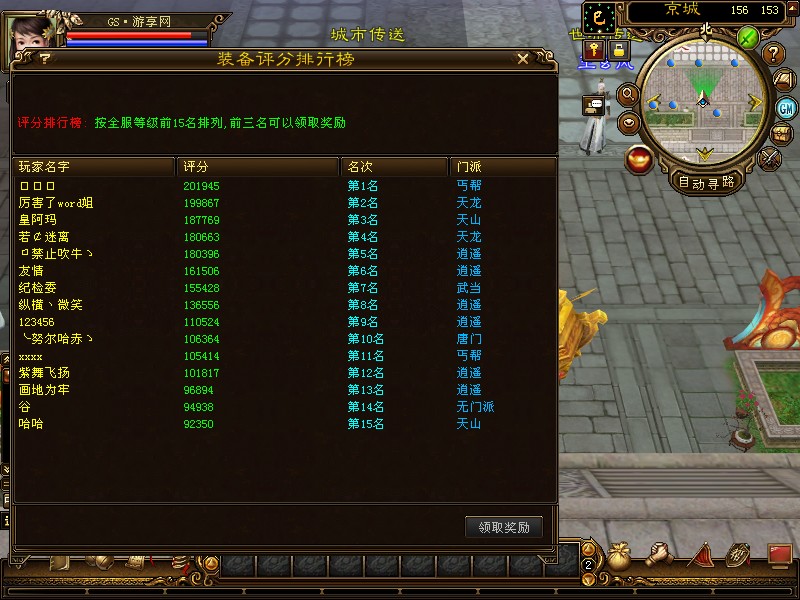 GS·游享网
城市传送
京城 156 153
北
GM
自动寻路
装备评分排行榜
评分排行榜: 按全服等级前15名排列,前三名可以领取奖励
玩家名字 评分 名次 门派
口口口 201945 第1名 丐帮
厉害了word姐 199867 第2名 天龙
皇阿玛 187769 第3名 天山
若¢迷离 180663 第4名 天龙
禁止吹牛丶 180396 第5名 逍遥
友情 161506 第6名 逍遥
纪检委 155428 第7名 武当
纵横丶微笑 136556 第8名 逍遥
123456 110524 第9名 逍遥
努尔哈赤丶 106364 第10名 唐门
xxxx 105414 第11名 丐帮
紫舞飞扬 101817 第12名 逍遥
画地为牢 96894 第13名 逍遥
谷 94938 第14名 无门派
哈哈 92350 第15名 天山
领取奖励
2